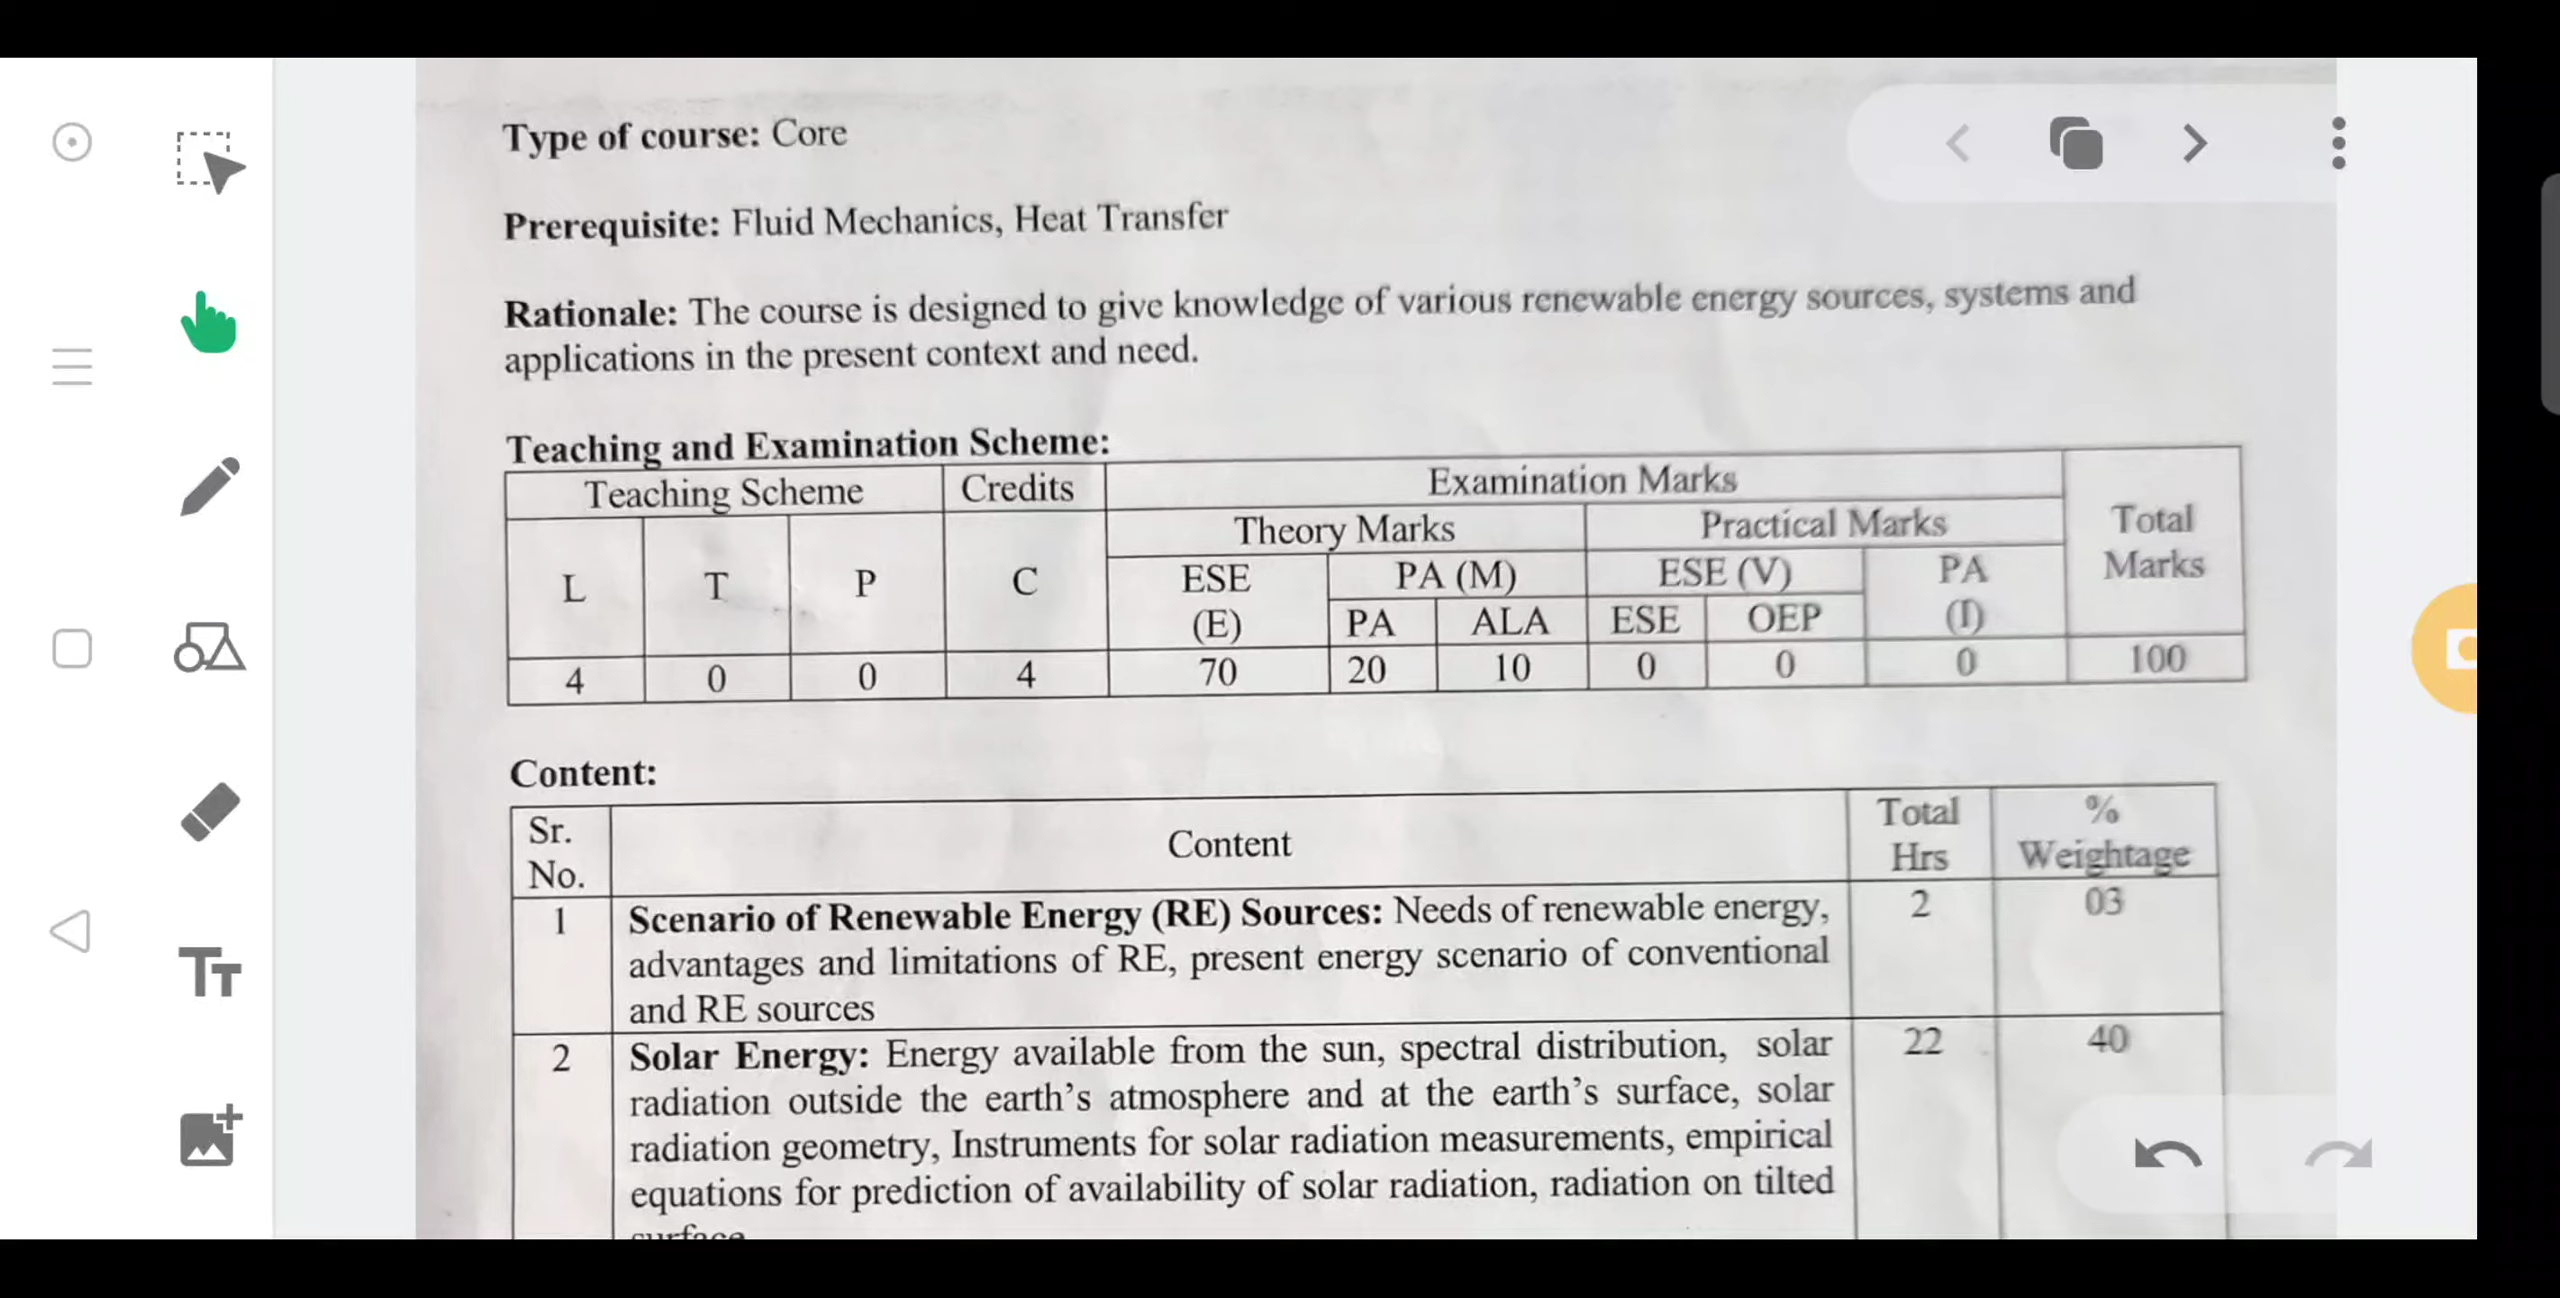 Type of course: Core
Prerequisite: Fluid Mechanics, Heat Transfer
Rationale: The course is designed to give knowledge of various renewable energy sources, systems and
applications in the present context and need.
Teaching and Examination Scheme:
Teaching Scheme Credits Examination Marks Total Marks
Theory Marks Practical Marks
L T P C ESE (E) PA (M) ESE (V) PA (I)
PA ALA ESE OEP
4 0 0 4 70 20 10 0 0 0 100
Content:
Sr. No. Content Total Hrs % Weightage
1 Scenario of Renewable Energy (RE) Sources: Needs of renewable energy, 2 03
advantages and limitations of RE, present energy scenario of conventional
and RE sources
2 Solar Energy: Energy available from the sun, spectral distribution, solar 22 40
radiation outside the earth's atmosphere and at the earth's surface, solar
radiation geometry, Instruments for solar radiation measurements, empirical
equations for prediction of availability of solar radiation, radiation on tilted
surface
TT